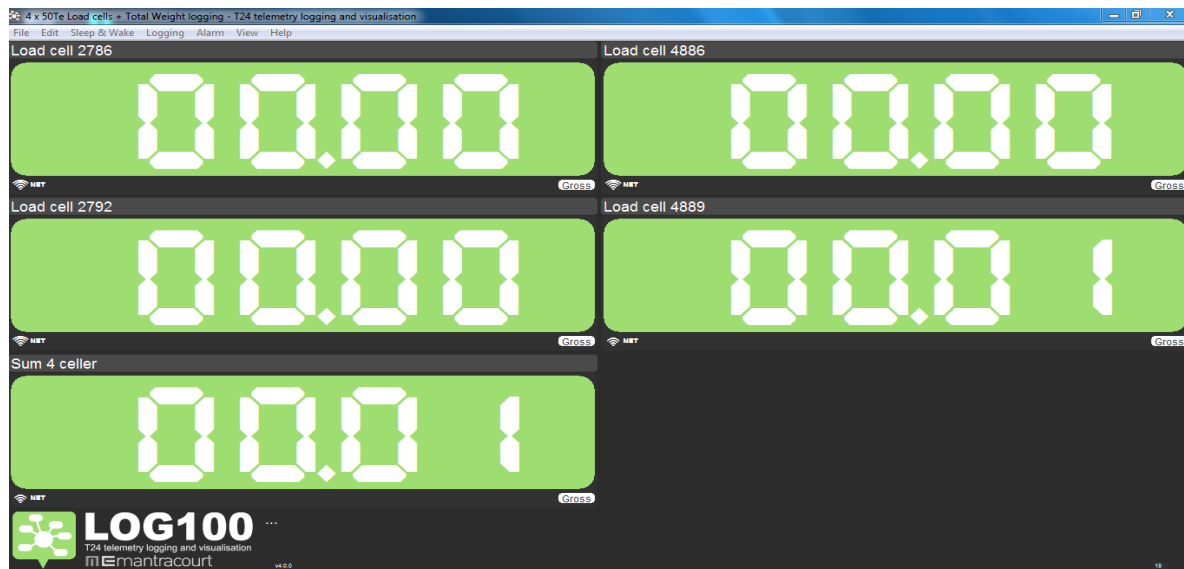 4 x 50Te Load cells + Total Weight logging - T24 telemetry logging and visualisation
File Edit Sleep & Wake Logging Alarm View Help
Load cell 2786
00.00
NET Gross
Load cell 4886
00.00
NET Gross
Load cell 2792
00.00
NET Gross
Load cell 4889
00.01
NET Gross
Sum 4 celler
00.01
NET Gross
LOG100 ...
T24 telemetry logging and visualisation
mantracourt
v4.0.0
18